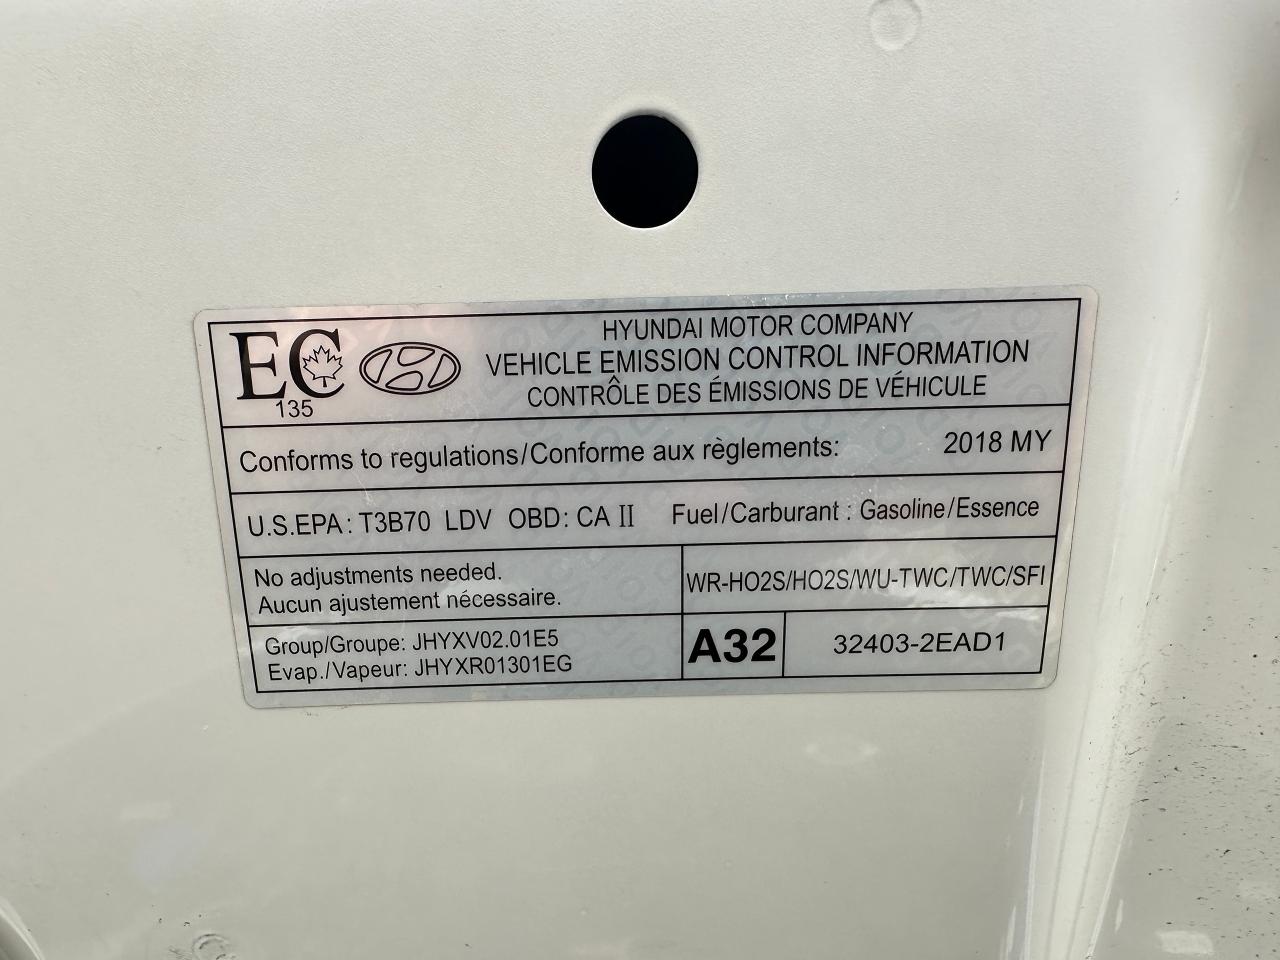 EC
135
HYUNDAI MOTOR COMPANY
VEHICLE EMISSION CONTROL INFORMATION
CONTRÔLE DES ÉMISSIONS DE VÉHICULE
Conforms to regulations/Conforme aux règlements: 2018 MY
U.S.EPA: T3B70 LDV OBD: CA II Fuel/Carburant : Gasoline/Essence
No adjustments needed.
Aucun ajustement nécessaire.
WR-HO2S/HO2S/WU-TWC/TWC/SFI
Group/Groupe: JHYXV02.01E5
Evap./Vapeur: JHYXR01301EG
A32
32403-2EAD1